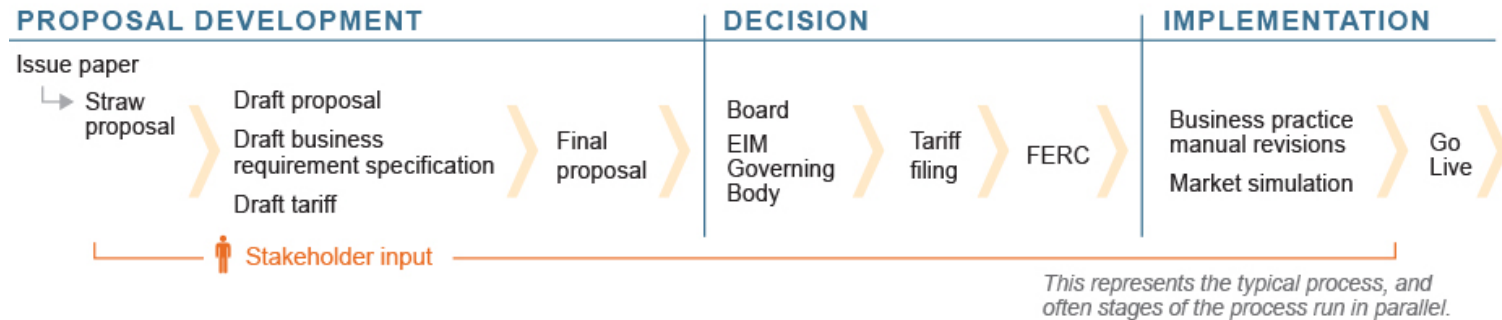 PROPOSAL DEVELOPMENT
Issue paper
Straw
proposal
Draft proposal
Draft business
requirement specification
Draft tariff
Final
proposal
DECISION
Board
EIM
Governing
Body
Tariff
filing
FERC
IMPLEMENTATION
Business practice
manual revisions
Market simulation
Go
Live
Stakeholder input
This represents the typical process, and
often stages of the process run in parallel.